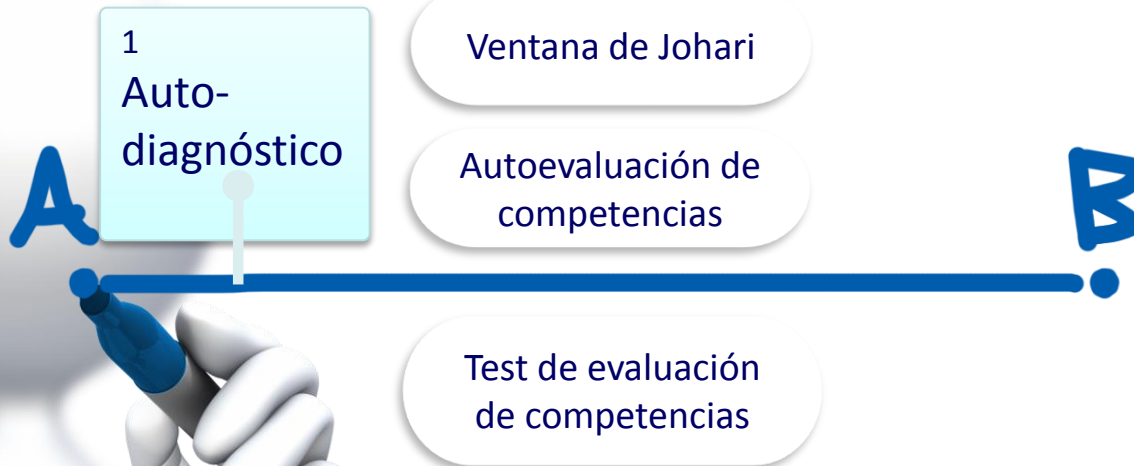 1
Auto-
diagnóstico
Ventana de Johari
Autoevaluación de
competencias
A
B
Test de evaluación
de competencias